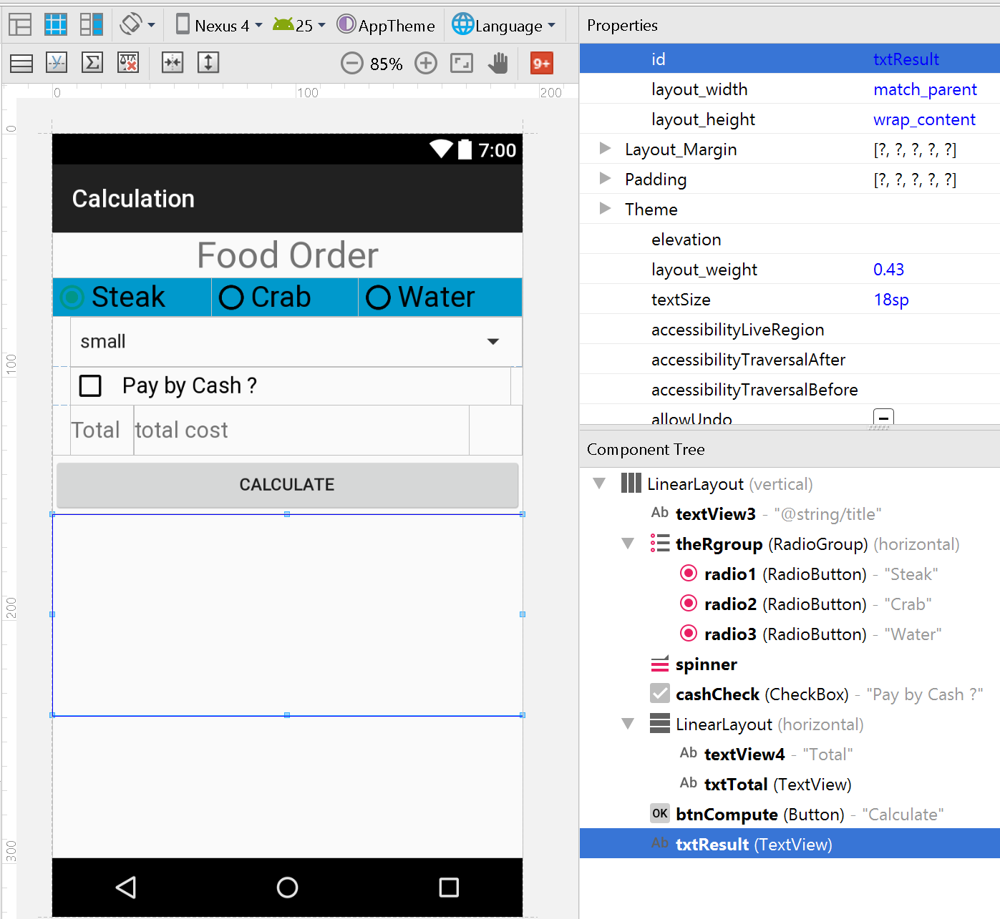 Nexus 4 25 AppTheme Language
85% 9+
0 100 200
0
100
200
300
7:00
Calculation
Food Order
Steak Crab Water
small
Pay by Cash ?
Total total cost
CALCULATE
Properties
id txtResult
layout_width match_parent
layout_height wrap_content
Layout_Margin [?, ?, ?, ?, ?]
Padding [?, ?, ?, ?, ?]
Theme
elevation
layout_weight 0.43
textSize 18sp
accessibilityLiveRegion
accessibilityTraversalAfter
accessibilityTraversalBefore
allowUndo
Component Tree
LinearLayout (vertical)
Ab textView3 - "@string/title"
theRgroup (RadioGroup) (horizontal)
radio1 (RadioButton) - "Steak"
radio2 (RadioButton) - "Crab"
radio3 (RadioButton) - "Water"
spinner
cashCheck (CheckBox) - "Pay by Cash ?"
LinearLayout (horizontal)
Ab textView4 - "Total"
Ab txtTotal (TextView)
OK btnCompute (Button) - "Calculate"
Ab txtResult (TextView)